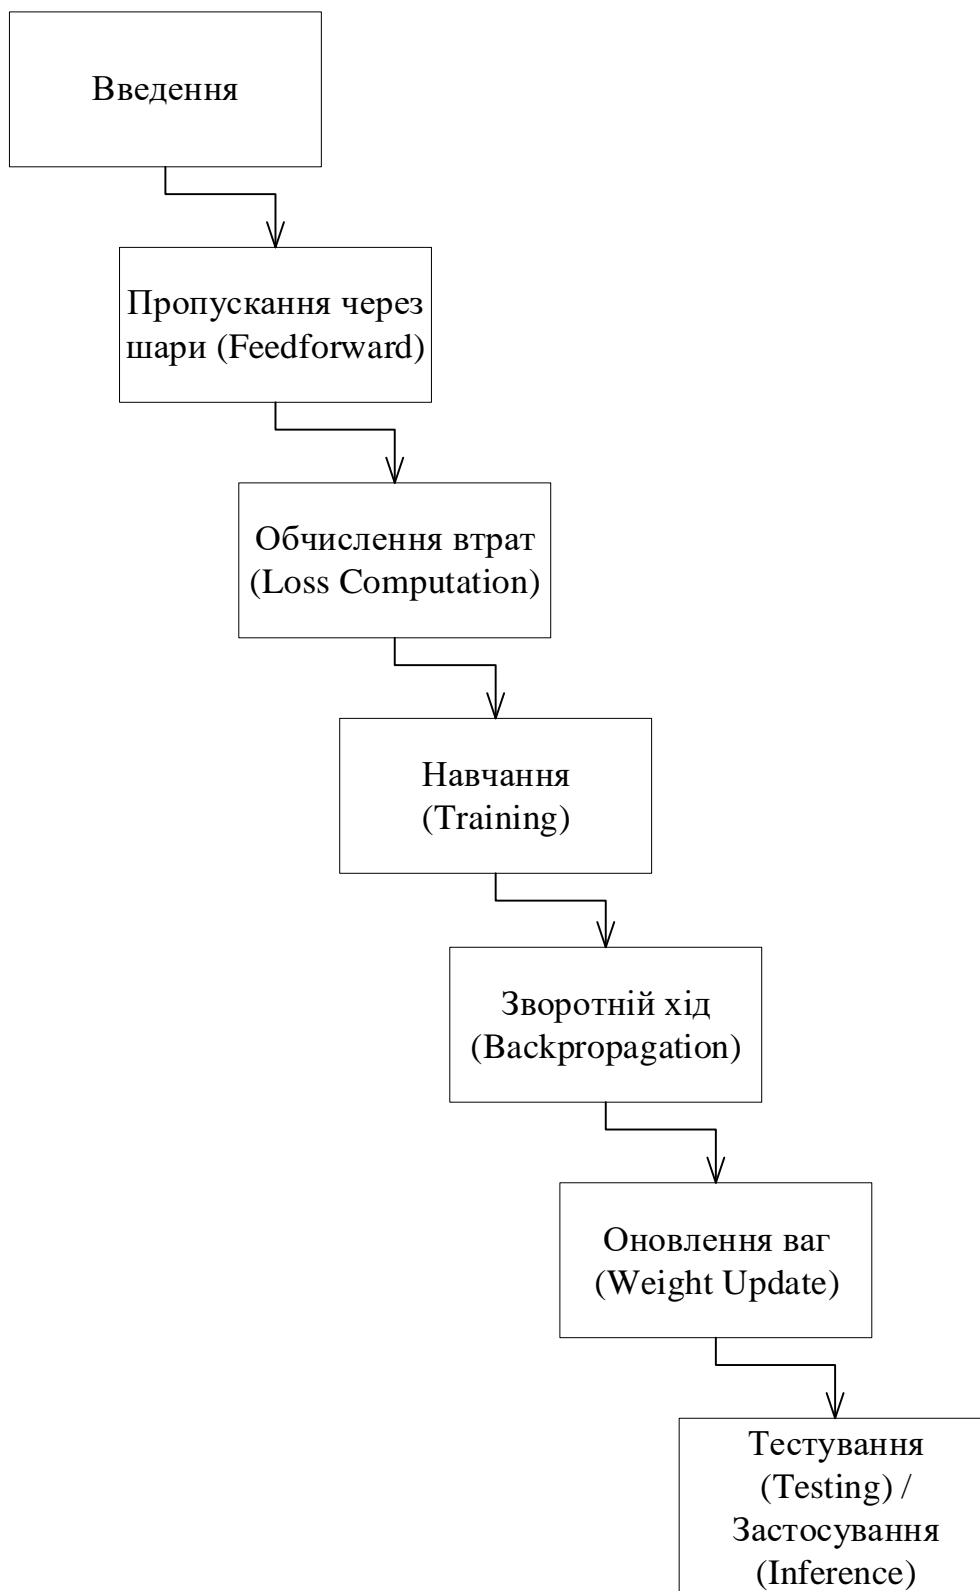 Введення
Пропускання через
шари (Feedforward)
Обчислення втрат
(Loss Computation)
Навчання
(Training)
Зворотній хід
(Backpropagation)
Оновлення ваг
(Weight Update)
Тестування
(Testing) /
Застосування
(Inference)